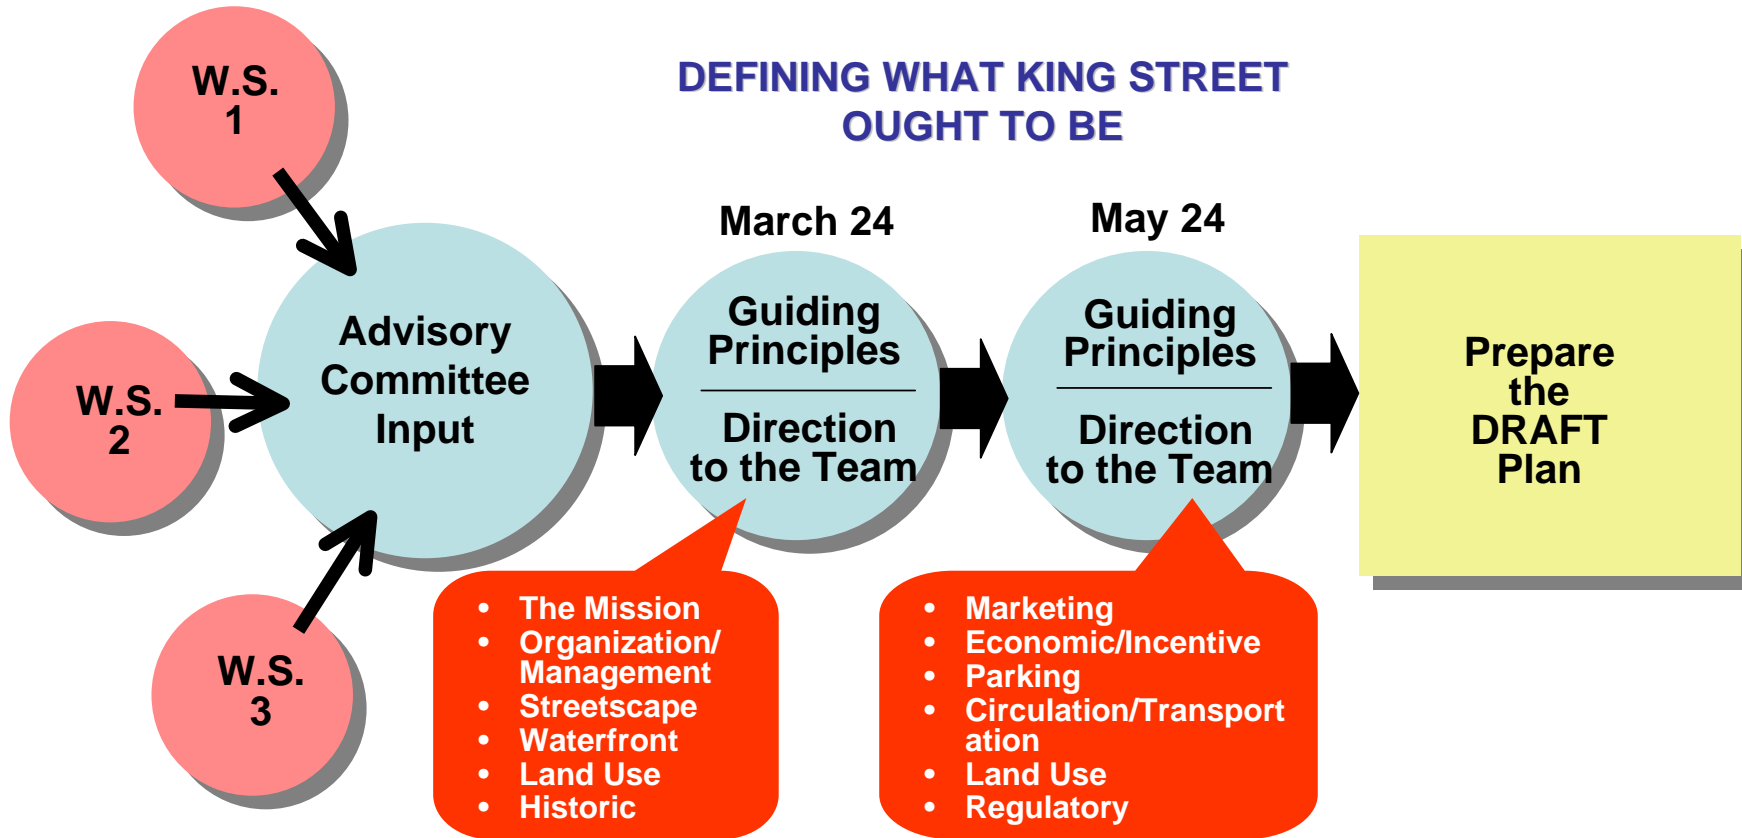 DEFINING WHAT KING STREET
OUGHT TO BE
W.S.
1
W.S.
2
W.S.
3
Advisory
Committee
Input
March 24
Guiding
Principles
Direction
to the Team
• The Mission
• Organization/
Management
• Streetscape
• Waterfront
• Land Use
• Historic
May 24
Guiding
Principles
Direction
to the Team
• Marketing
• Economic/Incentive
• Parking
• Circulation/Transport
ation
• Land Use
• Regulatory
Prepare
the
DRAFT
Plan